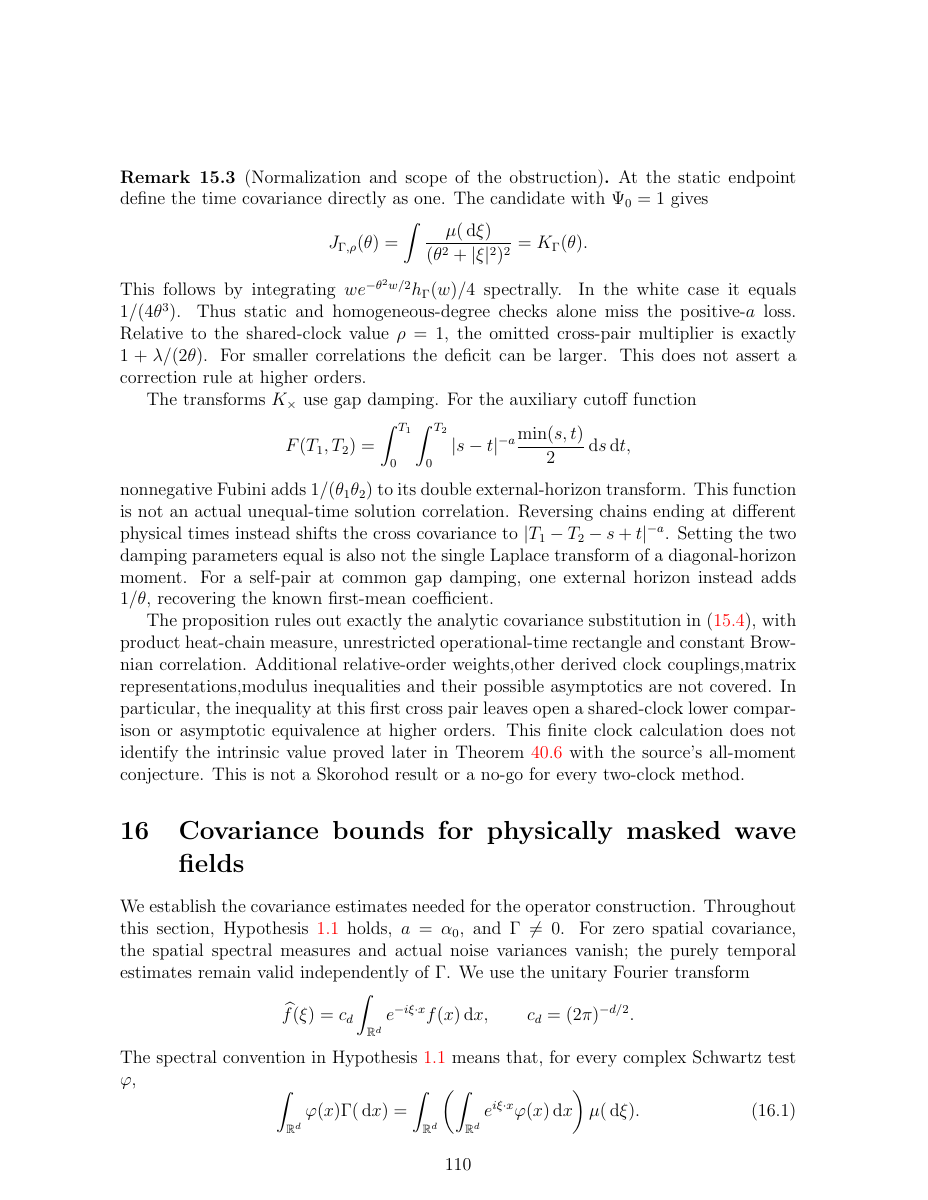 Remark 15.3 (Normalization and scope of the obstruction). At the static endpoint
define the time covariance directly as one. The candidate with Ψ₀ = 1 gives
J_{Γ,ρ}(θ) = ∫ μ( dξ) / (θ² + |ξ|²)² = K_Γ(θ).
This follows by integrating we^{−θ²w/2}h_Γ(w)/4 spectrally. In the white case it equals
1/(4θ³). Thus static and homogeneous-degree checks alone miss the positive-a loss.
Relative to the shared-clock value ρ = 1, the omitted cross-pair multiplier is exactly
1 + λ/(2θ). For smaller correlations the deficit can be larger. This does not assert a
correction rule at higher orders.
The transforms K_× use gap damping. For the auxiliary cutoff function
F(T₁, T₂) = ∫₀^{T₁} ∫₀^{T₂} |s − t|^{−a} min(s, t)/2 ds dt,
nonnegative Fubini adds 1/(θ₁θ₂) to its double external-horizon transform. This function
is not an actual unequal-time solution correlation. Reversing chains ending at different
physical times instead shifts the cross covariance to |T₁ − T₂ − s + t|^{−a}. Setting the two
damping parameters equal is also not the single Laplace transform of a diagonal-horizon
moment. For a self-pair at common gap damping, one external horizon instead adds
1/θ, recovering the known first-mean coefficient.
The proposition rules out exactly the analytic covariance substitution in (15.4), with
product heat-chain measure, unrestricted operational-time rectangle and constant Brow-
nian correlation. Additional relative-order weights,other derived clock couplings,matrix
representations,modulus inequalities and their possible asymptotics are not covered. In
particular, the inequality at this first cross pair leaves open a shared-clock lower compar-
ison or asymptotic equivalence at higher orders. This finite clock calculation does not
identify the intrinsic value proved later in Theorem 40.6 with the source's all-moment
conjecture. This is not a Skorohod result or a no-go for every two-clock method.
16 Covariance bounds for physically masked wave
fields
We establish the covariance estimates needed for the operator construction. Throughout
this section, Hypothesis 1.1 holds, a = α₀, and Γ ≠ 0. For zero spatial covariance,
the spatial spectral measures and actual noise variances vanish; the purely temporal
estimates remain valid independently of Γ. We use the unitary Fourier transform
f̂(ξ) = c_d ∫_{ℝ^d} e^{−iξ·x} f(x) dx, c_d = (2π)^{−d/2}.
The spectral convention in Hypothesis 1.1 means that, for every complex Schwartz test
φ,
∫_{ℝ^d} φ(x)Γ( dx) = ∫_{ℝ^d} (∫_{ℝ^d} e^{iξ·x} φ(x) dx) μ( dξ). (16.1)
110